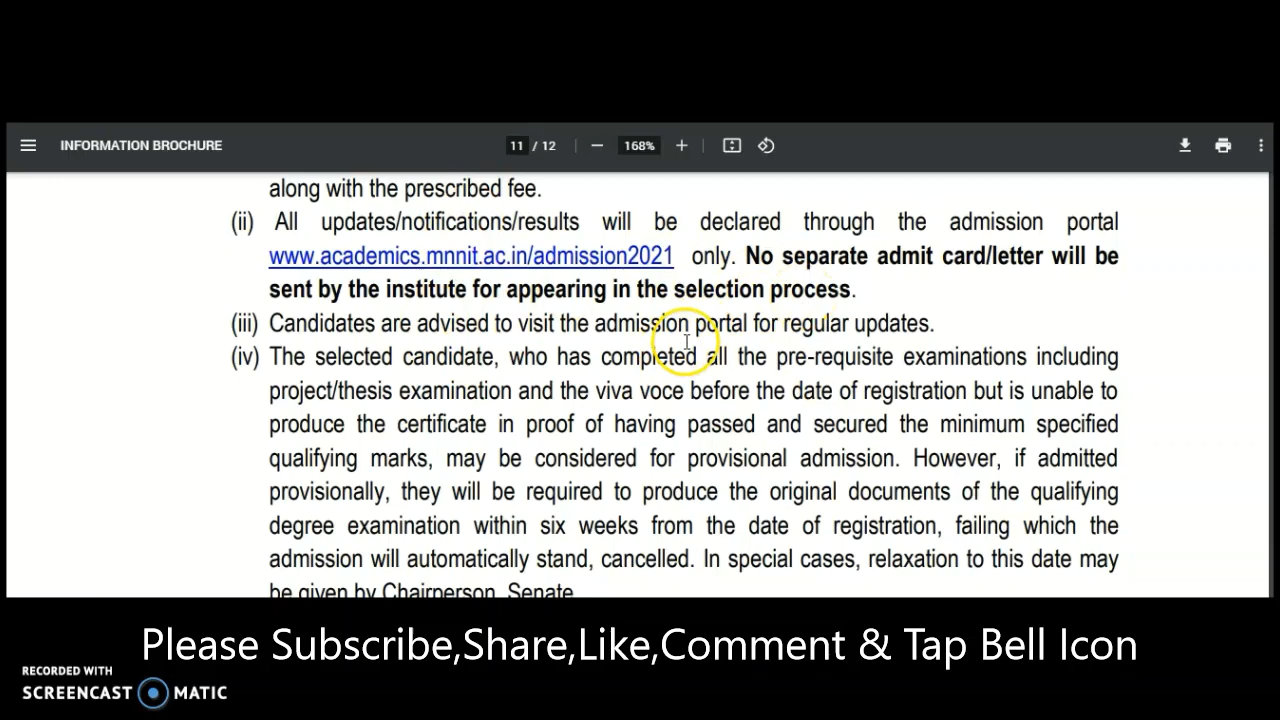 INFORMATION BROCHURE 11 / 12 168%
along with the prescribed fee.
(ii) All updates/notifications/results will be declared through the admission portal
www.academics.mnnit.ac.in/admission2021 only. No separate admit card/letter will be
sent by the institute for appearing in the selection process.
(iii) Candidates are advised to visit the admission portal for regular updates.
(iv) The selected candidate, who has completed all the pre-requisite examinations including
project/thesis examination and the viva voce before the date of registration but is unable to
produce the certificate in proof of having passed and secured the minimum specified
qualifying marks, may be considered for provisional admission. However, if admitted
provisionally, they will be required to produce the original documents of the qualifying
degree examination within six weeks from the date of registration, failing which the
admission will automatically stand, cancelled. In special cases, relaxation to this date may
be given by Chairperson, Senate
Please Subscribe,Share,Like,Comment & Tap Bell Icon
RECORDED WITH
SCREENCAST MATIC